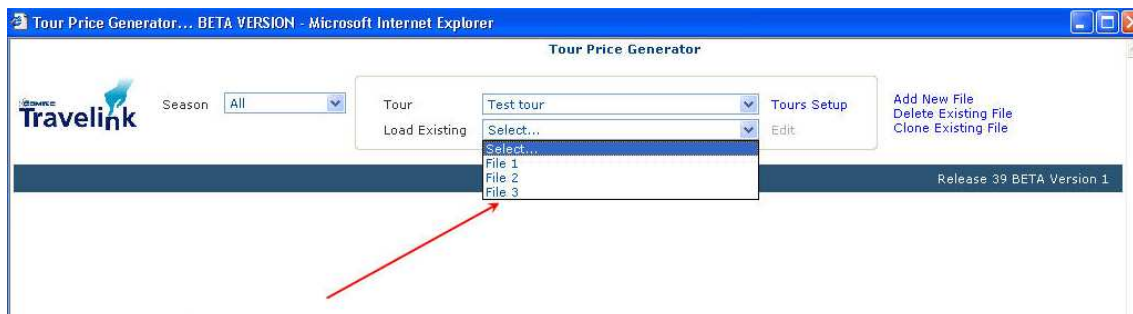 Tour Price Generator... BETA VERSION - Microsoft Internet Explorer
Tour Price Generator
Travelink
Season All
Tour Test tour Tours Setup
Load Existing Select... Edit
Add New File
Delete Existing File
Clone Existing File
Select...
File 1
File 2
File 3
Release 39 BETA Version 1